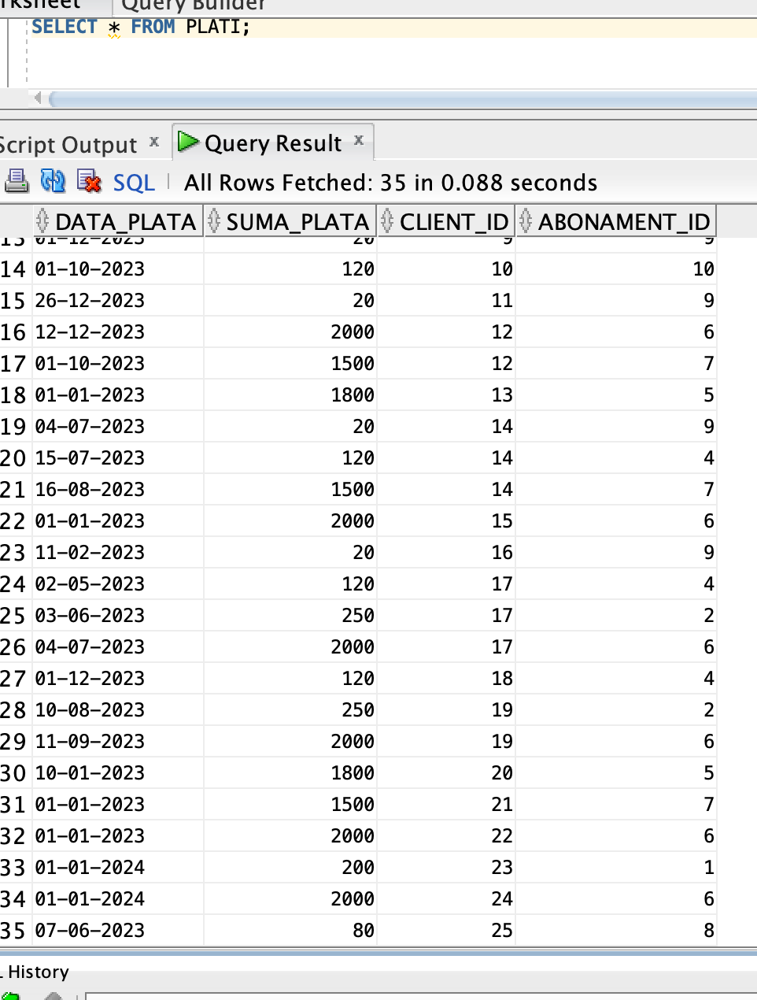 Query Builder
SELECT * FROM PLATI;
Script Output x Query Result x
SQL All Rows Fetched: 35 in 0.088 seconds
DATA_PLATA SUMA_PLATA CLIENT_ID ABONAMENT_ID
13 01-12-2023 20 9 9
14 01-10-2023 120 10 10
15 26-12-2023 20 11 9
16 12-12-2023 2000 12 6
17 01-10-2023 1500 12 7
18 01-01-2023 1800 13 5
19 04-07-2023 20 14 9
20 15-07-2023 120 14 4
21 16-08-2023 1500 14 7
22 01-01-2023 2000 15 6
23 11-02-2023 20 16 9
24 02-05-2023 120 17 4
25 03-06-2023 250 17 2
26 04-07-2023 2000 17 6
27 01-12-2023 120 18 4
28 10-08-2023 250 19 2
29 11-09-2023 2000 19 6
30 10-01-2023 1800 20 5
31 01-01-2023 1500 21 7
32 01-01-2023 2000 22 6
33 01-01-2024 200 23 1
34 01-01-2024 2000 24 6
35 07-06-2023 80 25 8
History